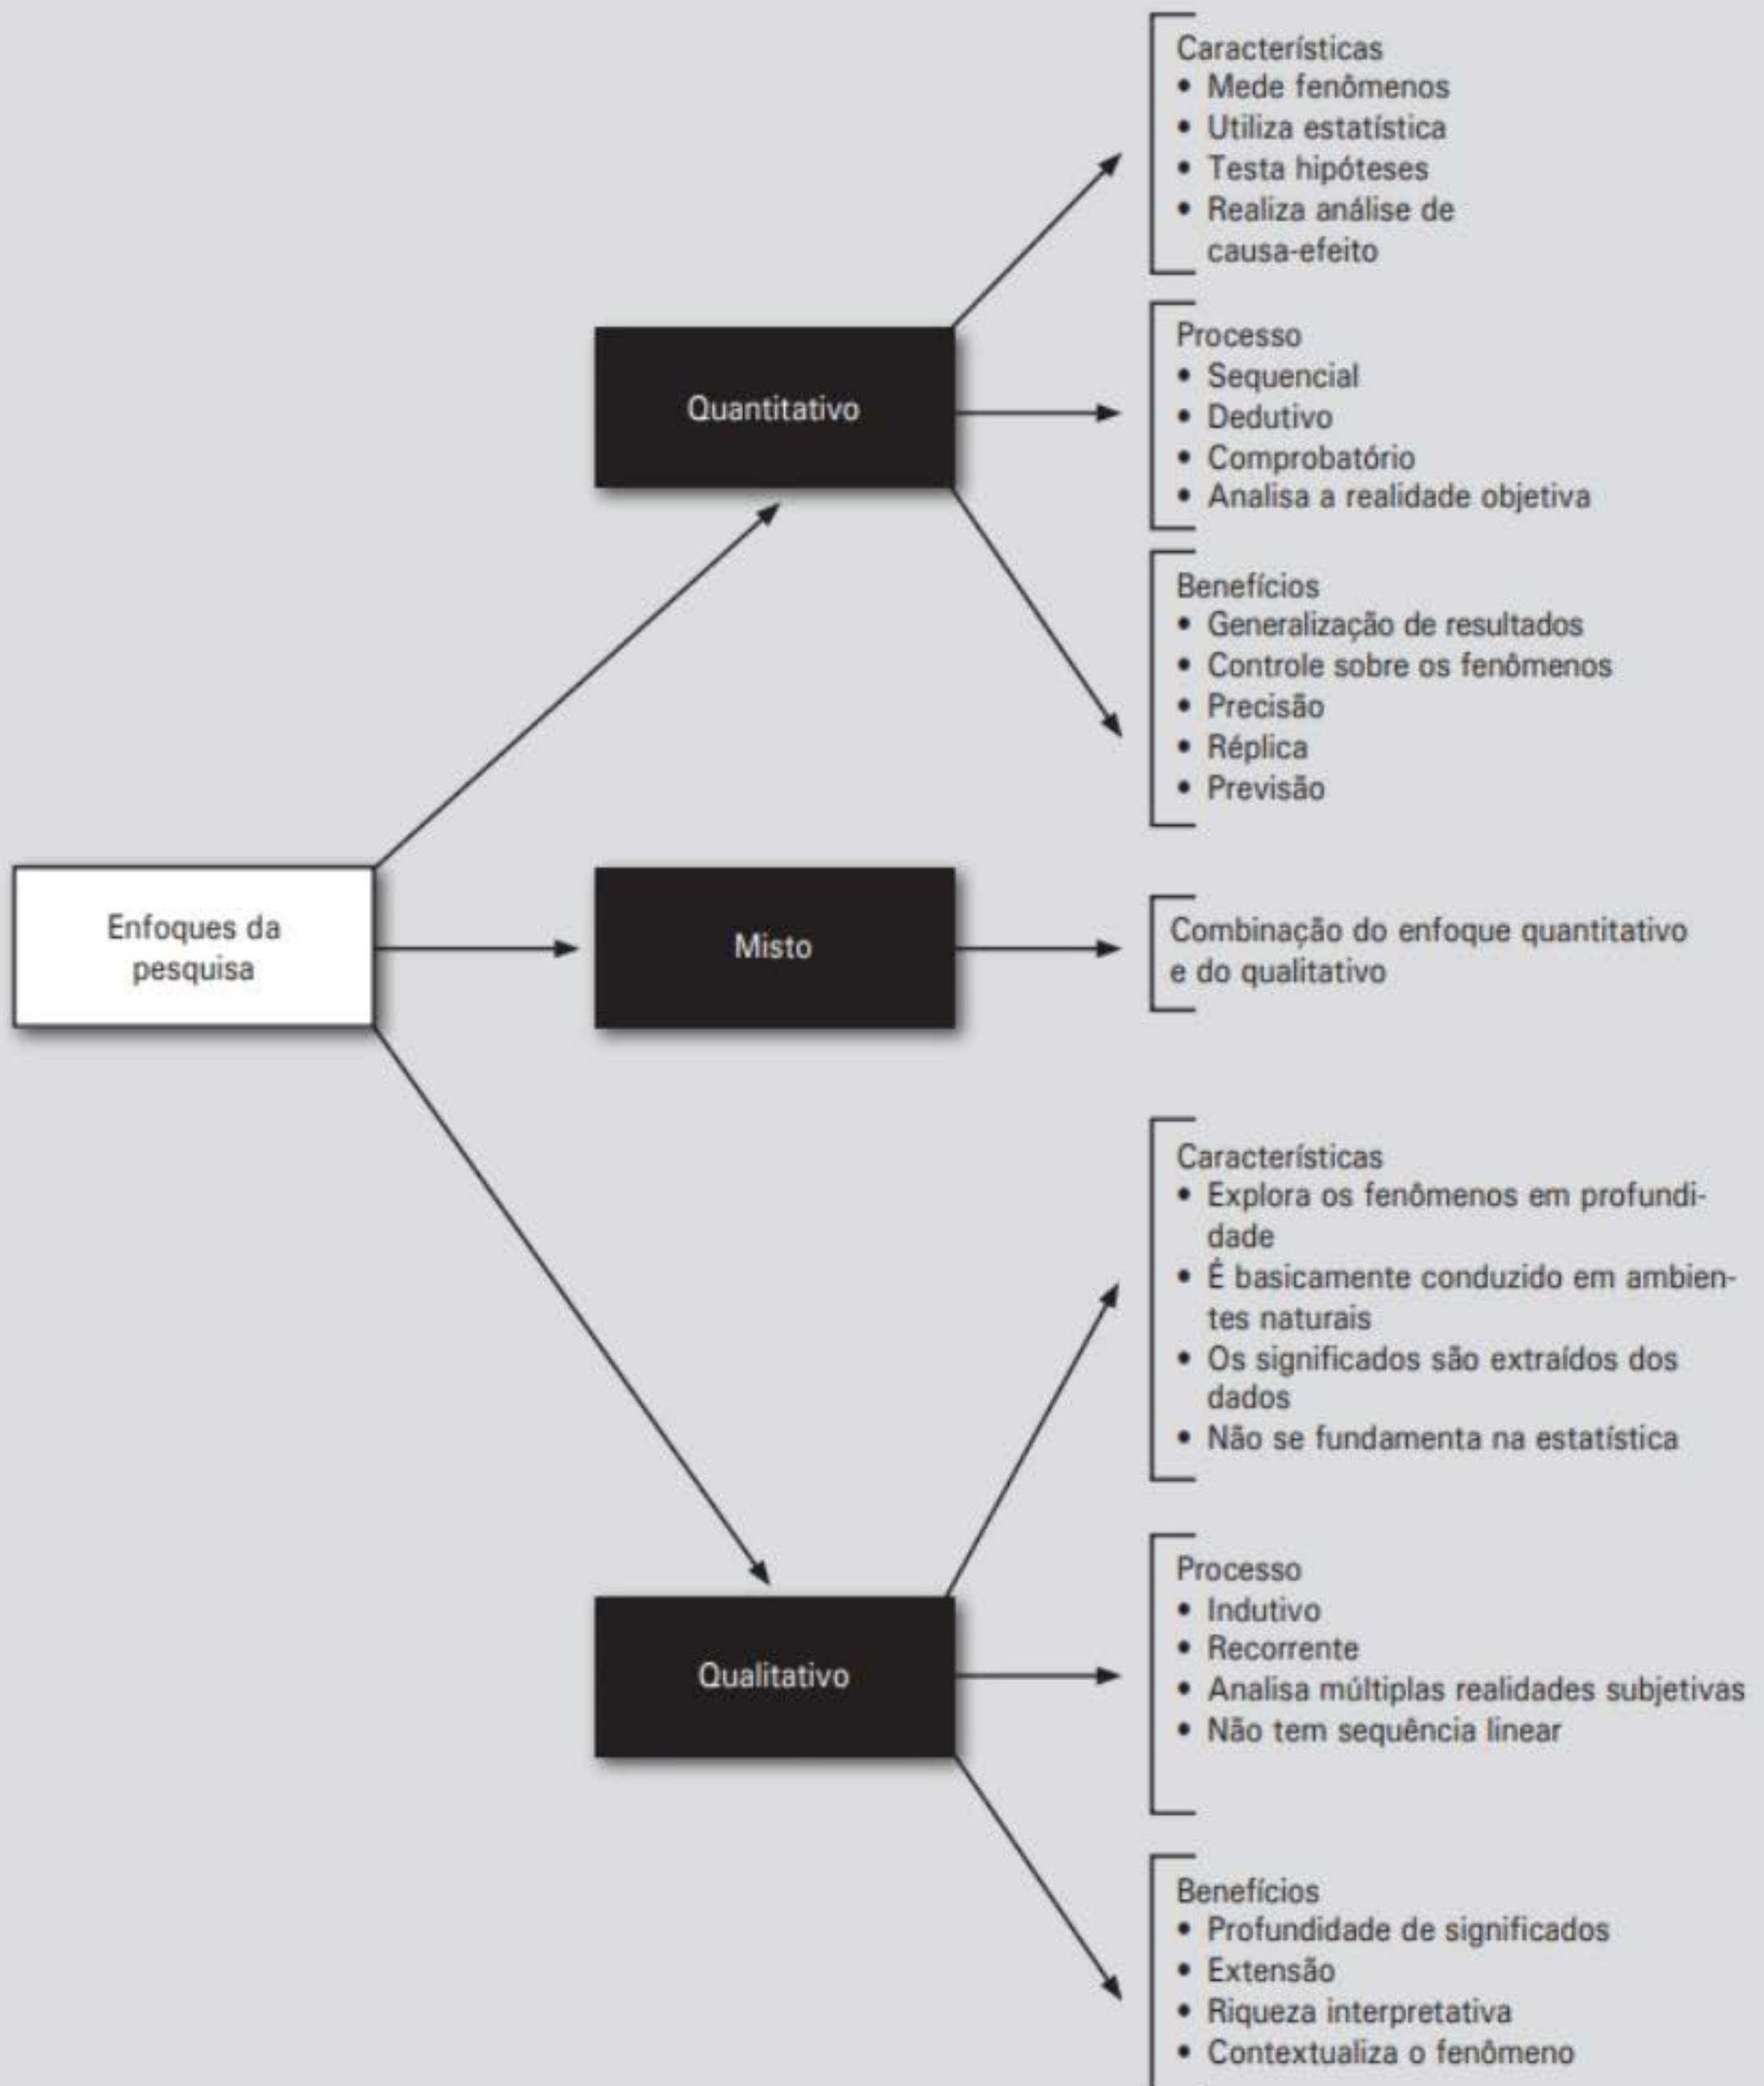 Enfoques da
pesquisa
Quantitativo
Características
• Mede fenômenos
• Utiliza estatística
• Testa hipóteses
• Realiza análise de
causa-efeito
Processo
• Sequencial
• Dedutivo
• Comprobatório
• Analisa a realidade objetiva
Benefícios
• Generalização de resultados
• Controle sobre os fenômenos
• Precisão
• Réplica
• Previsão
Misto
Combinação do enfoque quantitativo
e do qualitativo
Qualitativo
Características
• Explora os fenômenos em profundi-
dade
• É basicamente conduzido em ambien-
tes naturais
• Os significados são extraídos dos
dados
• Não se fundamenta na estatística
Processo
• Indutivo
• Recorrente
• Analisa múltiplas realidades subjetivas
• Não tem sequência linear
Benefícios
• Profundidade de significados
• Extensão
• Riqueza interpretativa
• Contextualiza o fenômeno